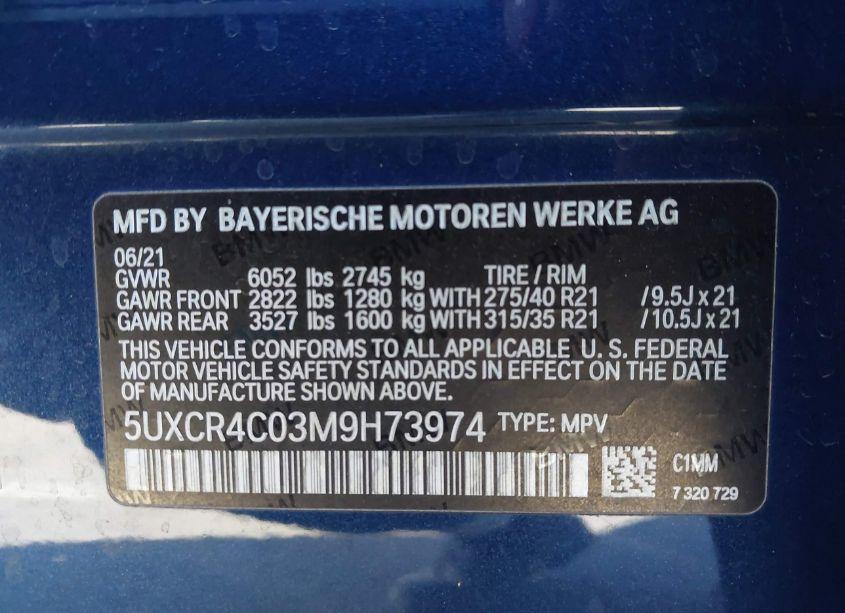 MFD BY BAYERISCHE MOTOREN WERKE AG
06/21
GVWR 6052 lbs 2745 kg TIRE / RIM
GAWR FRONT 2822 lbs 1280 kg WITH 275/40 R21 /9.5J x 21
GAWR REAR 3527 lbs 1600 kg WITH 315/35 R21 /10.5J x 21
THIS VEHICLE CONFORMS TO ALL APPLICABLE U. S. FEDERAL
MOTOR VEHICLE SAFETY STANDARDS IN EFFECT ON THE DATE
OF MANUFACTURE SHOWN ABOVE.
5UXCR4C03M9H73974 TYPE: MPV
C1MM
7 320 729